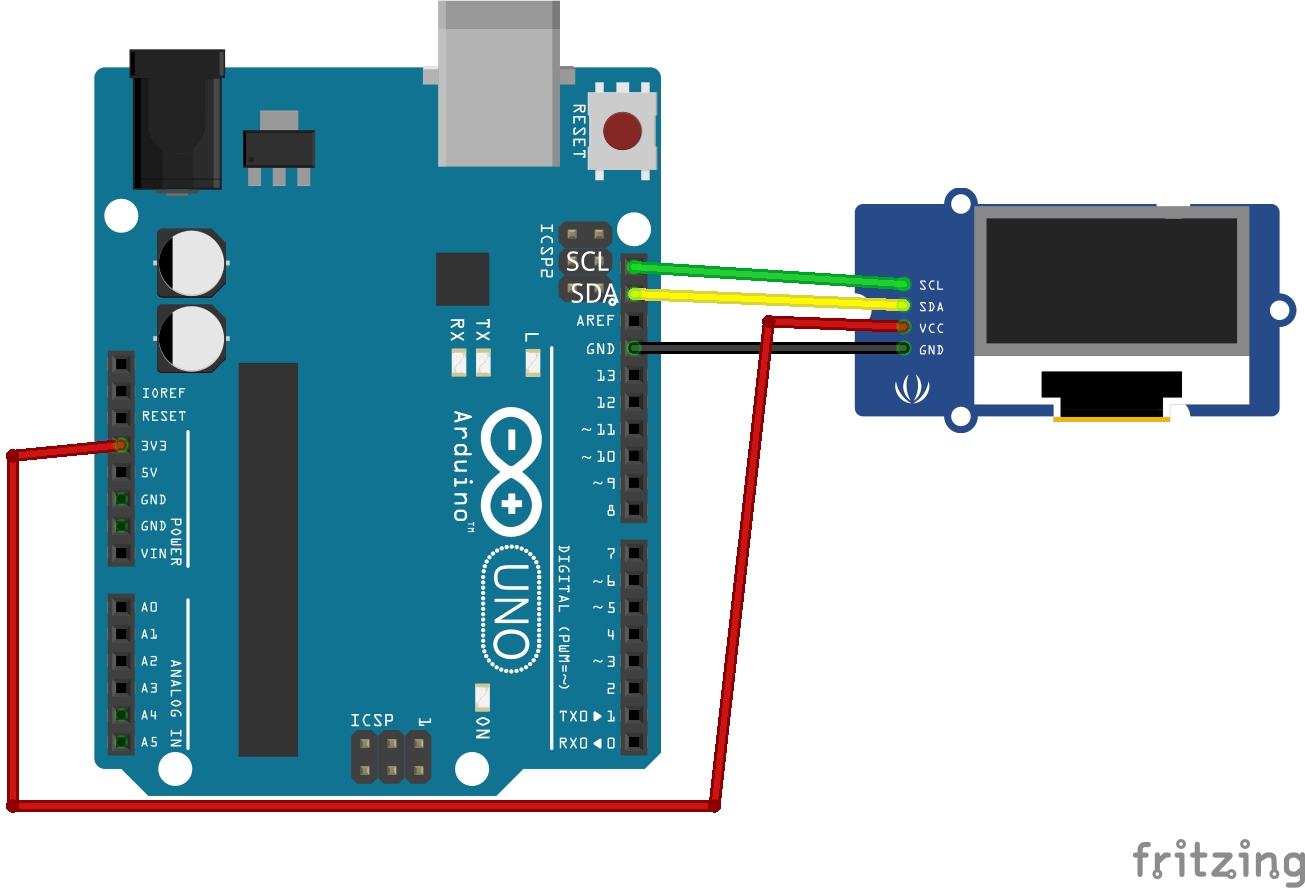 RESET
ICSP2
SCL
SDA
AREF
GND
13
12
~11
~10
~9
8
7
~6
~5
4
~3
2
TX0▶1
RX0◀0
RX
TX
L
IOREF
RESET
3V3
5V
GND
GND
VIN
POWER
A0
A1
A2
A3
A4
A5
ANALOG IN
Arduino™
UNO
DIGITAL (PWM=~)
ICSP
1
ON
SCL
SDA
VCC
GND
fritzing